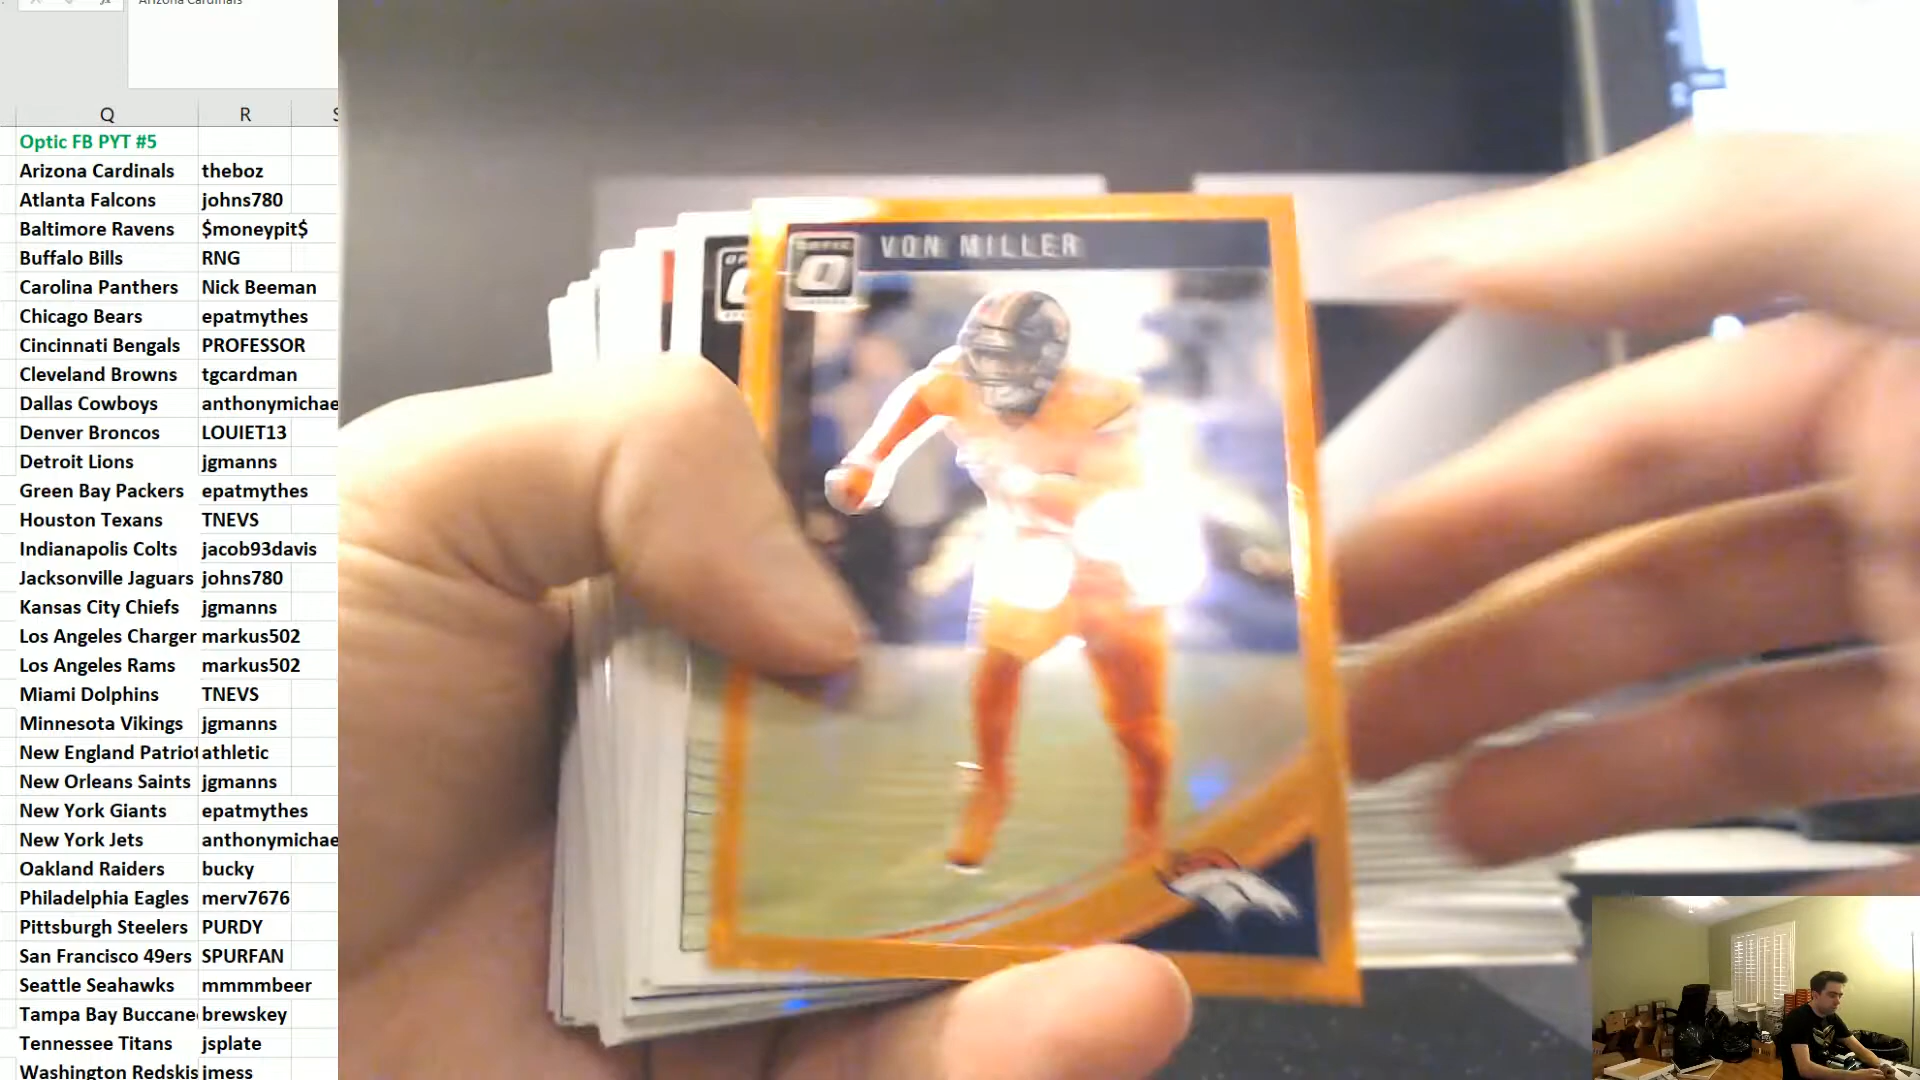 Arizona Cardinals
Q R S
Optic FB PYT #5
Arizona Cardinals theboz
Atlanta Falcons johns780
Baltimore Ravens $moneypit$
Buffalo Bills RNG
Carolina Panthers Nick Beeman
Chicago Bears epatmythes
Cincinnati Bengals PROFESSOR
Cleveland Browns tgcardman
Dallas Cowboys anthonymichae
Denver Broncos LOUIET13
Detroit Lions jgmanns
Green Bay Packers epatmythes
Houston Texans TNEVS
Indianapolis Colts jacob93davis
Jacksonville Jaguars johns780
Kansas City Chiefs jgmanns
Los Angeles Charger markus502
Los Angeles Rams markus502
Miami Dolphins TNEVS
Minnesota Vikings jgmanns
New England Patriot athletic
New Orleans Saints jgmanns
New York Giants epatmythes
New York Jets anthonymichae
Oakland Raiders bucky
Philadelphia Eagles merv7676
Pittsburgh Steelers PURDY
San Francisco 49ers SPURFAN
Seattle Seahawks mmmmbeer
Tampa Bay Buccane brewskey
Tennessee Titans jsplate
Washington Redskis jmess
OPTIC
VON MILLER